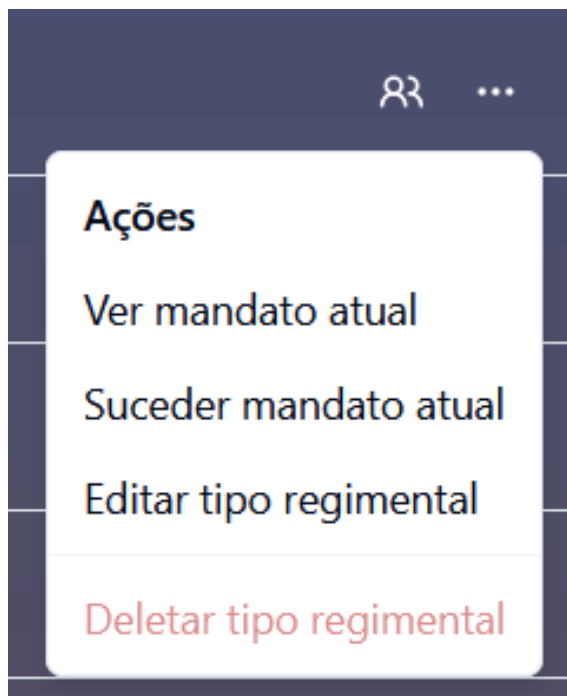 Ações
Ver mandato atual
Suceder mandato atual
Editar tipo regimental
Deletar tipo regimental